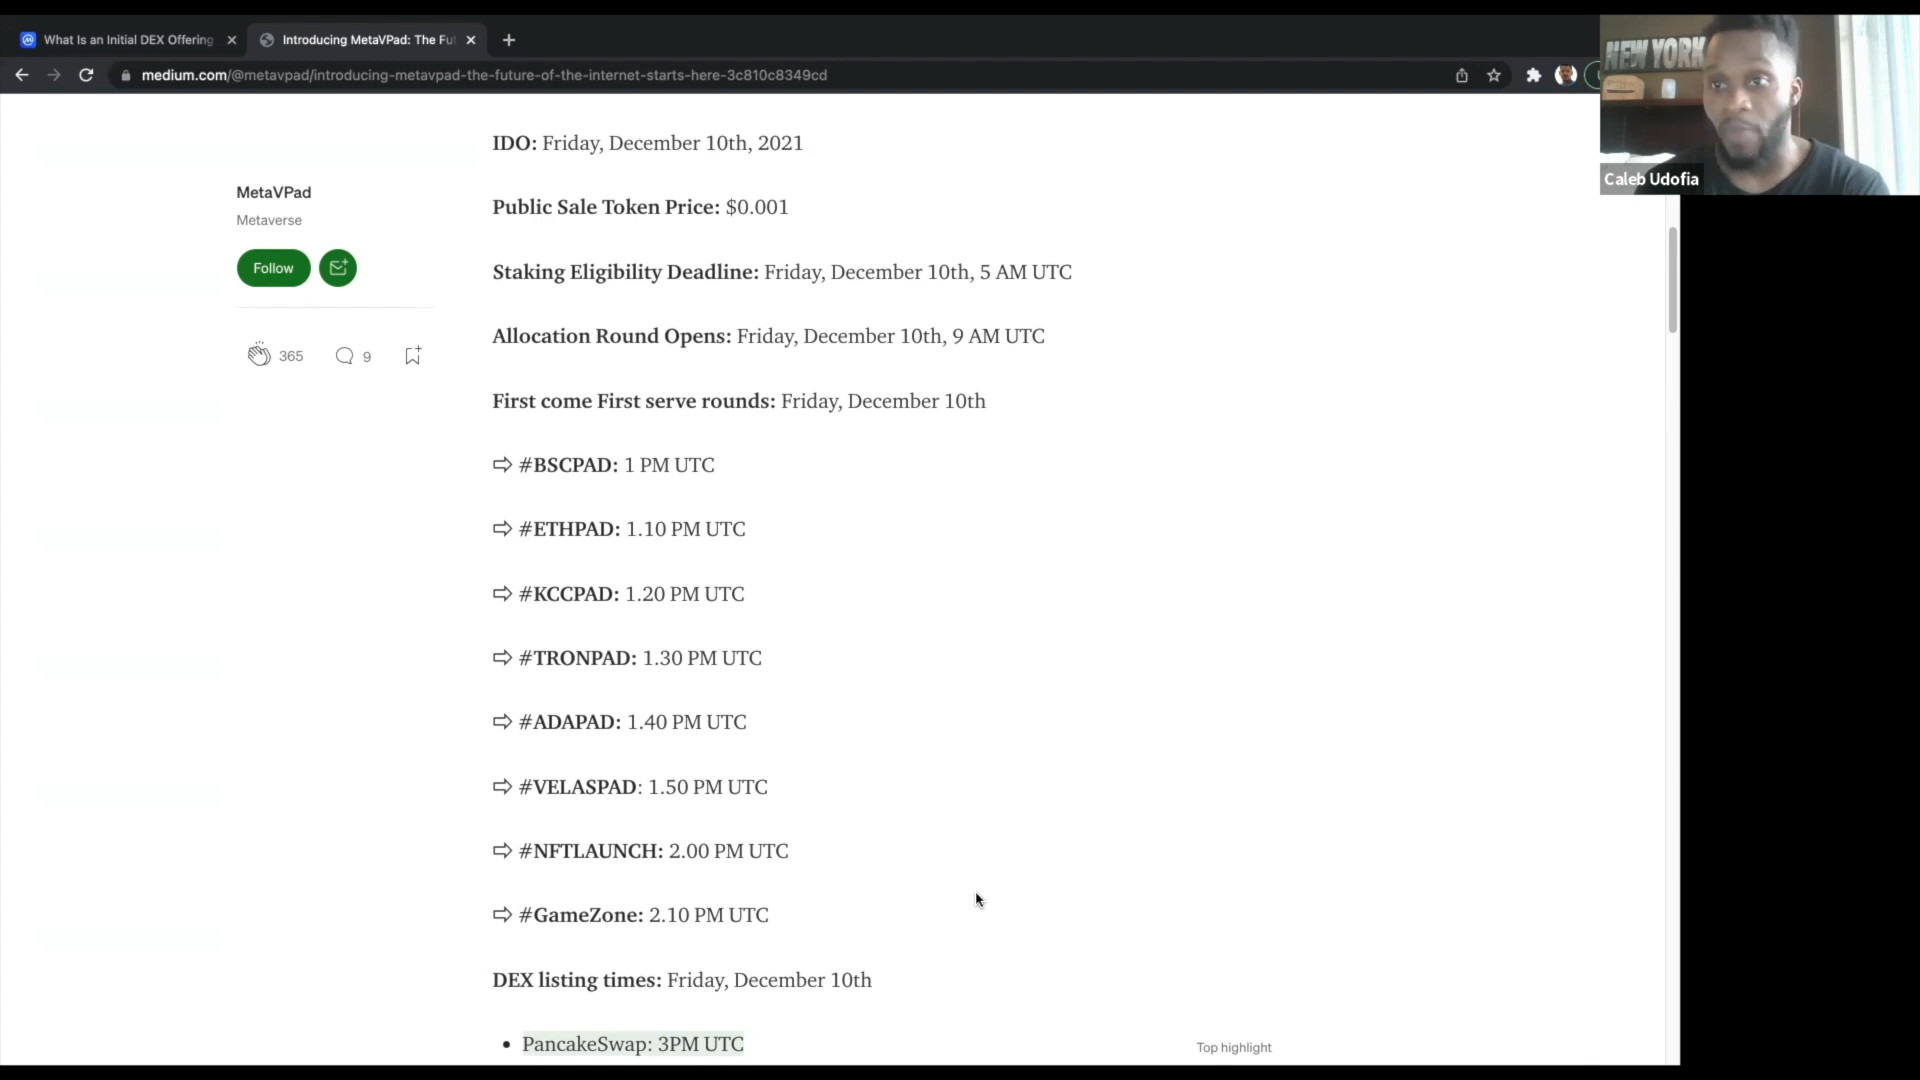 What Is an Initial DEX Offering
Introducing MetaVPad: The Fu
medium.com/@metavpad/introducing-metavpad-the-future-of-the-internet-starts-here-3c810c8349cd
NEW YORK
Caleb Udofia
IDO: Friday, December 10th, 2021
MetaVPad
Metaverse
Follow
365
9
Public Sale Token Price: $0.001
Staking Eligibility Deadline: Friday, December 10th, 5 AM UTC
Allocation Round Opens: Friday, December 10th, 9 AM UTC
First come First serve rounds: Friday, December 10th
⇨ #BSCPAD: 1 PM UTC
⇨ #ETHPAD: 1.10 PM UTC
⇨ #KCCPAD: 1.20 PM UTC
⇨ #TRONPAD: 1.30 PM UTC
⇨ #ADAPAD: 1.40 PM UTC
⇨ #VELASPAD: 1.50 PM UTC
⇨ #NFTLAUNCH: 2.00 PM UTC
⇨ #GameZone: 2.10 PM UTC
DEX listing times: Friday, December 10th
• PancakeSwap: 3PM UTC
Top highlight